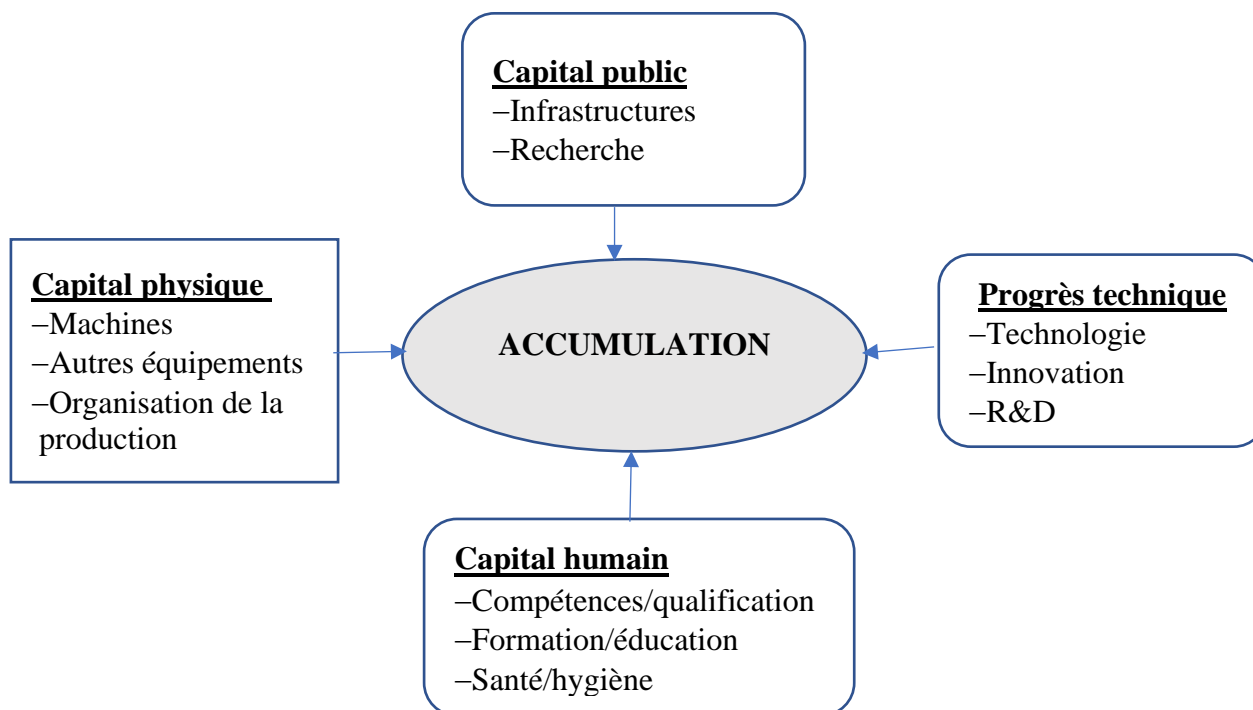 Capital public
–Infrastructures
–Recherche
Capital physique
–Machines
–Autres équipements
–Organisation de la
production
ACCUMULATION
Progrès technique
–Technologie
–Innovation
–R&D
Capital humain
–Compétences/qualification
–Formation/éducation
–Santé/hygiène